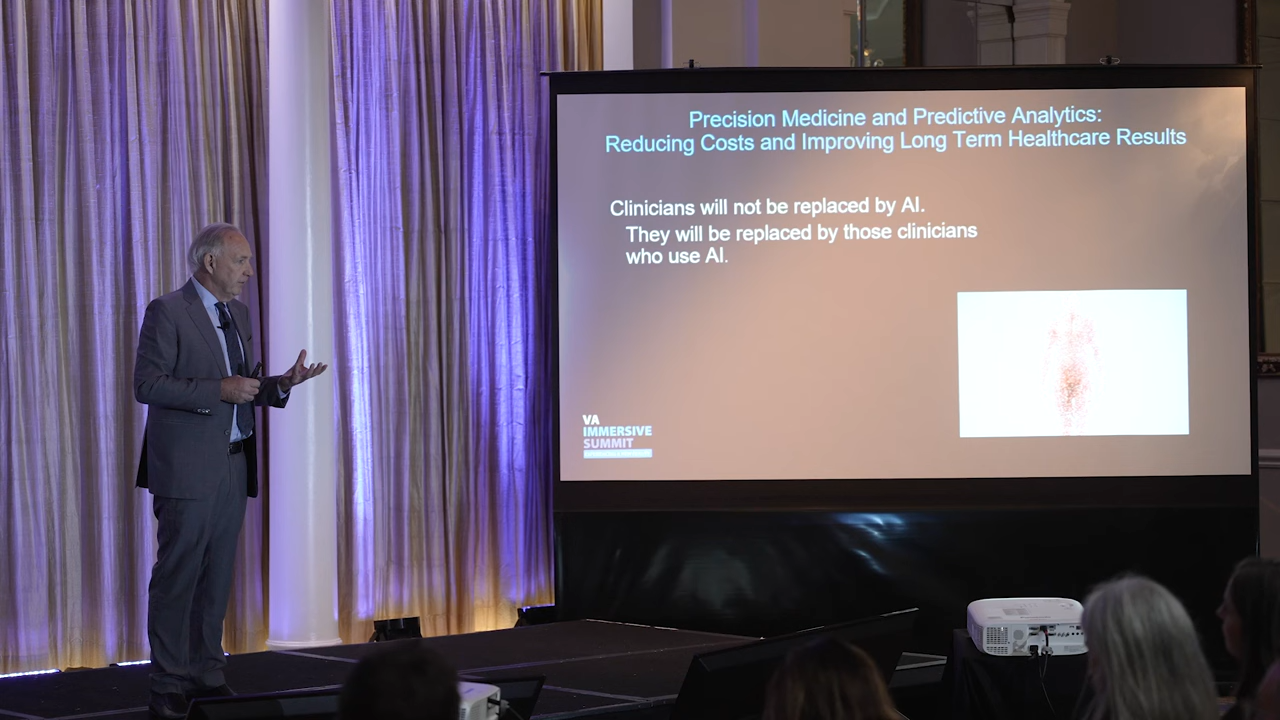 Precision Medicine and Predictive Analytics:
Reducing Costs and Improving Long Term Healthcare Results
Clinicians will not be replaced by AI.
They will be replaced by those clinicians
who use AI.
VA
IMMERSIVE
SUMMIT